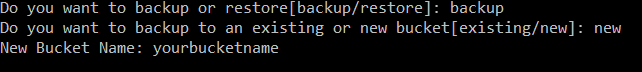 Do you want to backup or restore[backup/restore]: backup
Do you want to backup to an existing or new bucket[existing/new]: new
New Bucket Name: yourbucketname